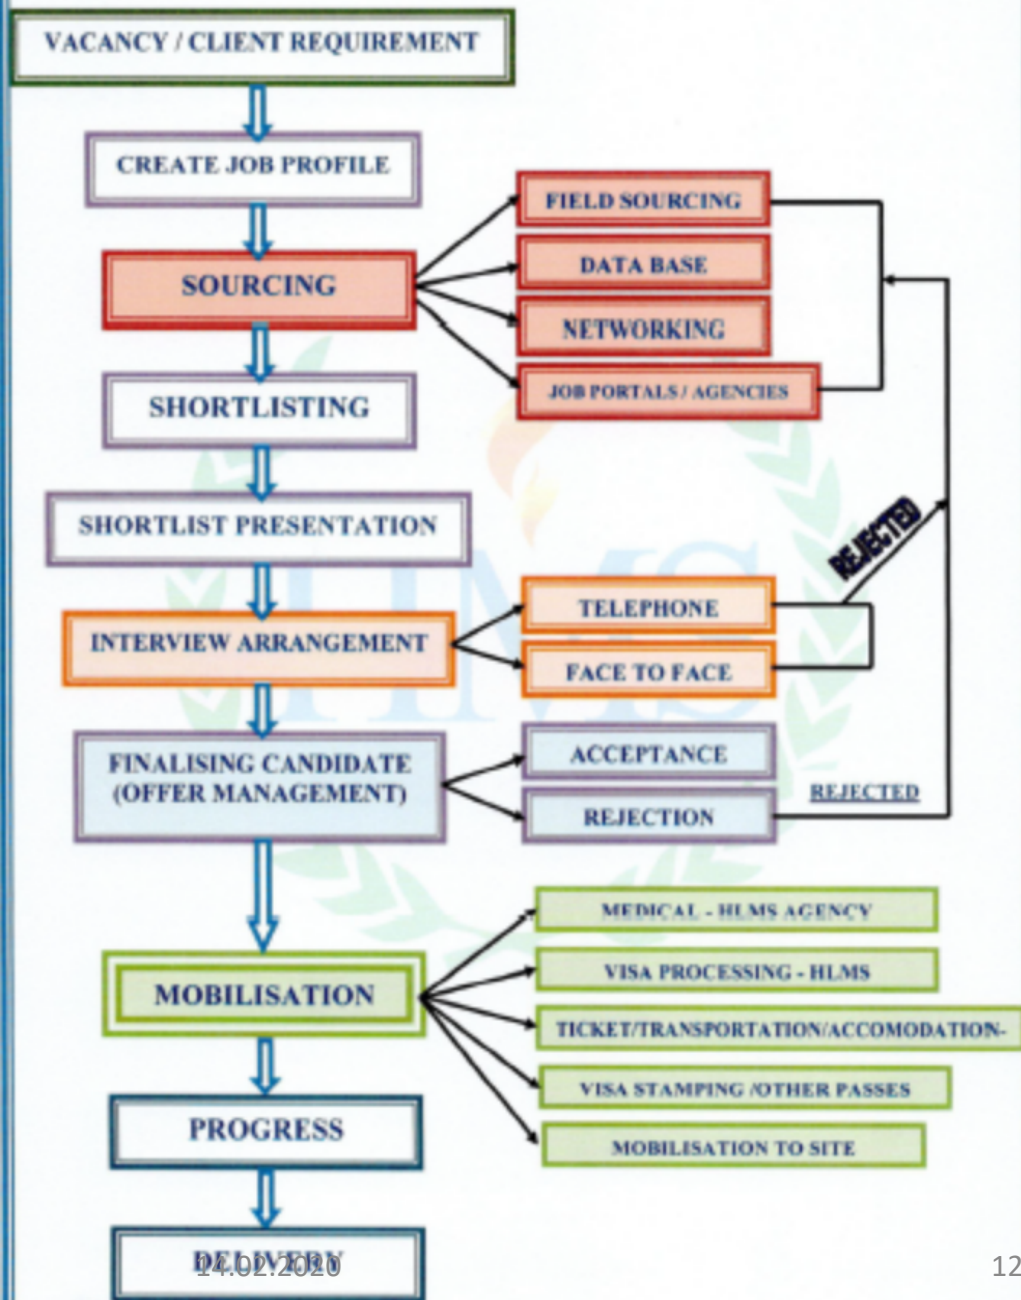 VACANCY / CLIENT REQUIREMENT
CREATE JOB PROFILE
SOURCING
FIELD SOURCING
DATA BASE
NETWORKING
JOB PORTALS / AGENCIES
SHORTLISTING
SHORTLIST PRESENTATION
REJECTED
INTERVIEW ARRANGEMENT
TELEPHONE
FACE TO FACE
FINALISING CANDIDATE
(OFFER MANAGEMENT)
ACCEPTANCE
REJECTION
REJECTED
MOBILISATION
MEDICAL - HLMS AGENCY
VISA PROCESSING - HLMS
TICKET/TRANSPORTATION/ACCOMODATION-
VISA STAMPING /OTHER PASSES
MOBILISATION TO SITE
PROGRESS
DELIVERY
14.02.2020
12